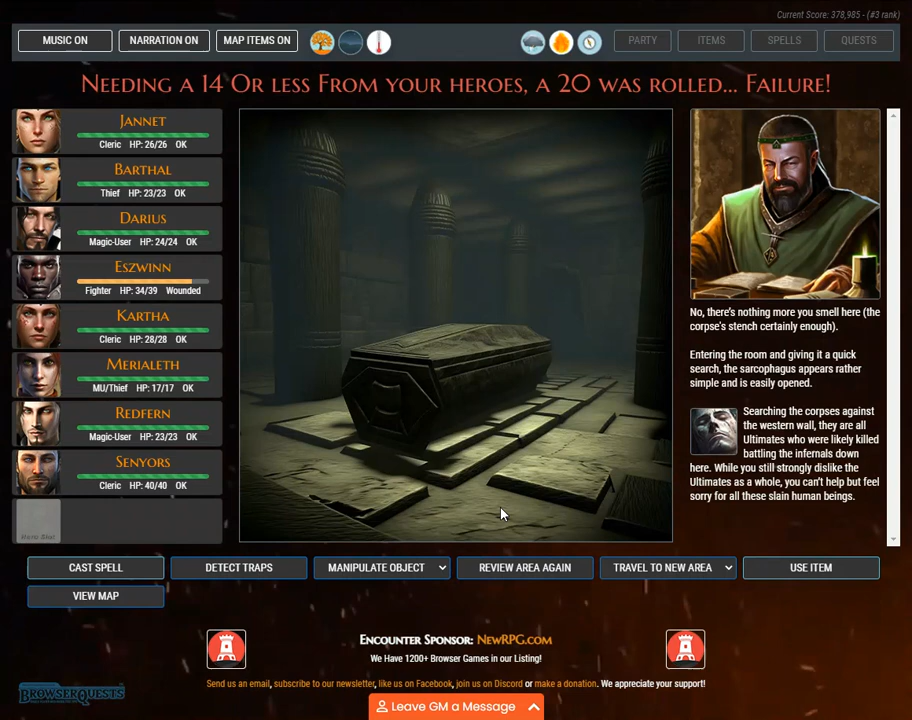 Current Score: 378,985 - (#3 rank)
MUSIC ON
NARRATION ON
MAP ITEMS ON
PARTY
ITEMS
SPELLS
QUESTS
Needing a 14 Or less From your heroes, a 20 was rolled... Failure!
Jannet
Cleric HP: 26/26 OK
Barthal
Thief HP: 23/23 OK
Darius
Magic-User HP: 24/24 OK
Eszwinn
Fighter HP: 34/39 Wounded
Kartha
Cleric HP: 28/28 OK
Merialeth
MU/Thief HP: 17/17 OK
Redfern
Magic-User HP: 23/23 OK
Senyors
Cleric HP: 40/40 OK
No, there's nothing more you smell here (the
corpse's stench certainly enough).
Entering the room and giving it a quick
search, the sarcophagus appears rather
simple and is easily opened.
Searching the corpses against
the western wall, they are all
Ultimates who were likely killed
battling the infernals down
here. While you still strongly dislike the
Ultimates as a whole, you can't help but feel
sorry for all these slain human beings.
CAST SPELL
DETECT TRAPS
MANIPULATE OBJECT
REVIEW AREA AGAIN
TRAVEL TO NEW AREA
USE ITEM
VIEW MAP
Encounter Sponsor: NewRPG.com
We Have 1200+ Browser Games in our Listing!
Send us an email, subscribe to our newsletter, like us on Facebook, join us on Discord or make a donation. We appreciate your support!
BrowserQuests
Leave GM a Message